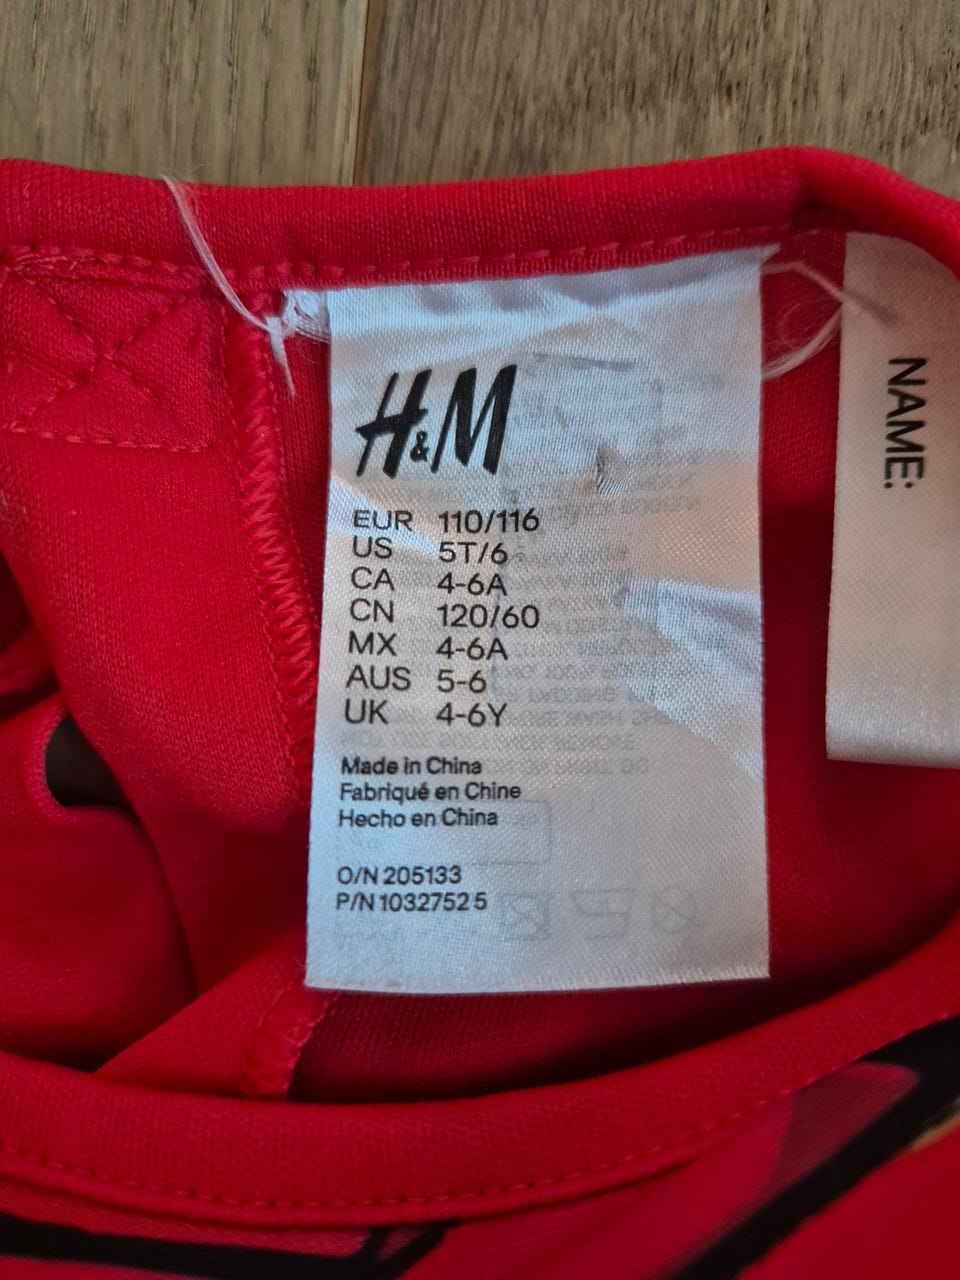 H&M
EUR 110/116
US 5T/6
CA 4-6A
CN 120/60
MX 4-6A
AUS 5-6
UK 4-6Y
Made in China
Fabriqué en Chine
Hecho en China
O/N 205133
P/N 1032752 5
NAME: